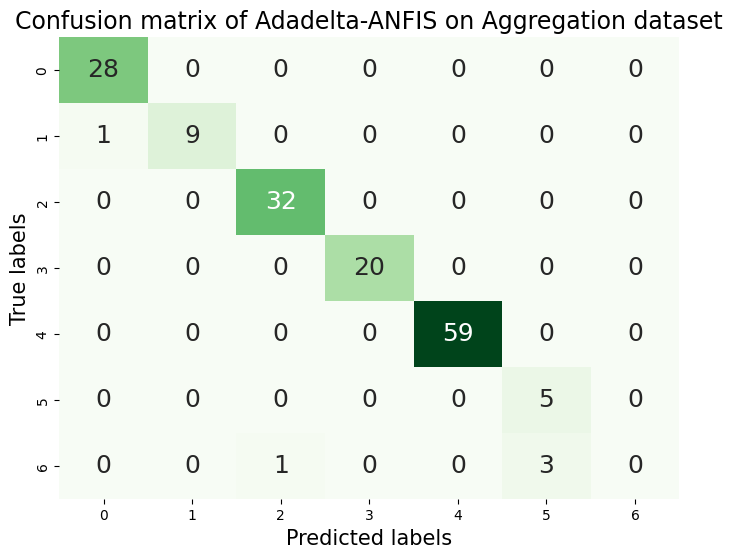 Confusion matrix of Adadelta-ANFIS on Aggregation dataset
0 28 0 0 0 0 0 0
1 1 9 0 0 0 0 0
2 0 0 32 0 0 0 0
3 0 0 0 20 0 0 0
4 0 0 0 0 59 0 0
5 0 0 0 0 0 5 0
6 0 0 1 0 0 3 0
True labels
0 1 2 3 4 5 6
Predicted labels